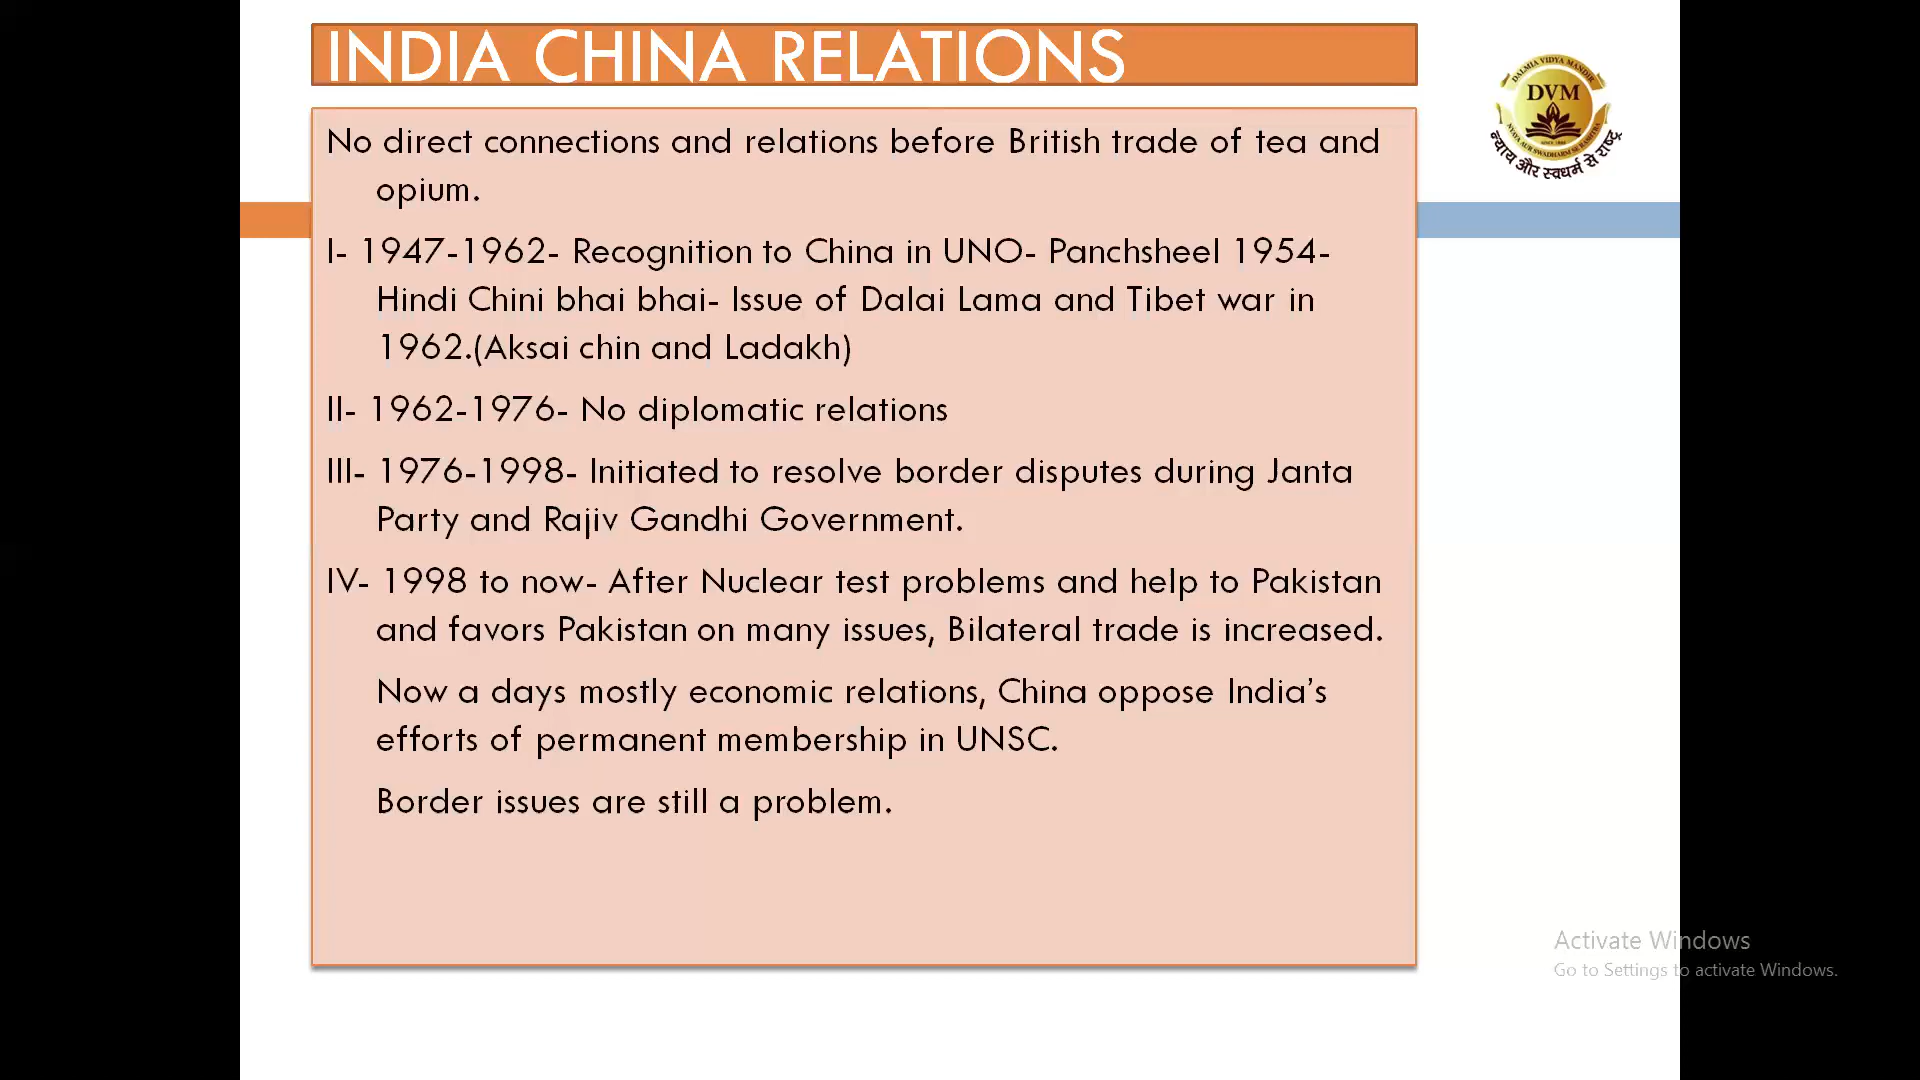 INDIA CHINA RELATIONS
DALMIA VIDYA MANDIR
DVM
न्याय और स्वधर्म से राष्ट्र
No direct connections and relations before British trade of tea and
opium.
I- 1947-1962- Recognition to China in UNO- Panchsheel 1954-
Hindi Chini bhai bhai- Issue of Dalai Lama and Tibet war in
1962.(Aksai chin and Ladakh)
II- 1962-1976- No diplomatic relations
III- 1976-1998- Initiated to resolve border disputes during Janta
Party and Rajiv Gandhi Government.
IV- 1998 to now- After Nuclear test problems and help to Pakistan
and favors Pakistan on many issues, Bilateral trade is increased.
Now a days mostly economic relations, China oppose India’s
efforts of permanent membership in UNSC.
Border issues are still a problem.
Activate Windows
Go to Settings to activate Windows.